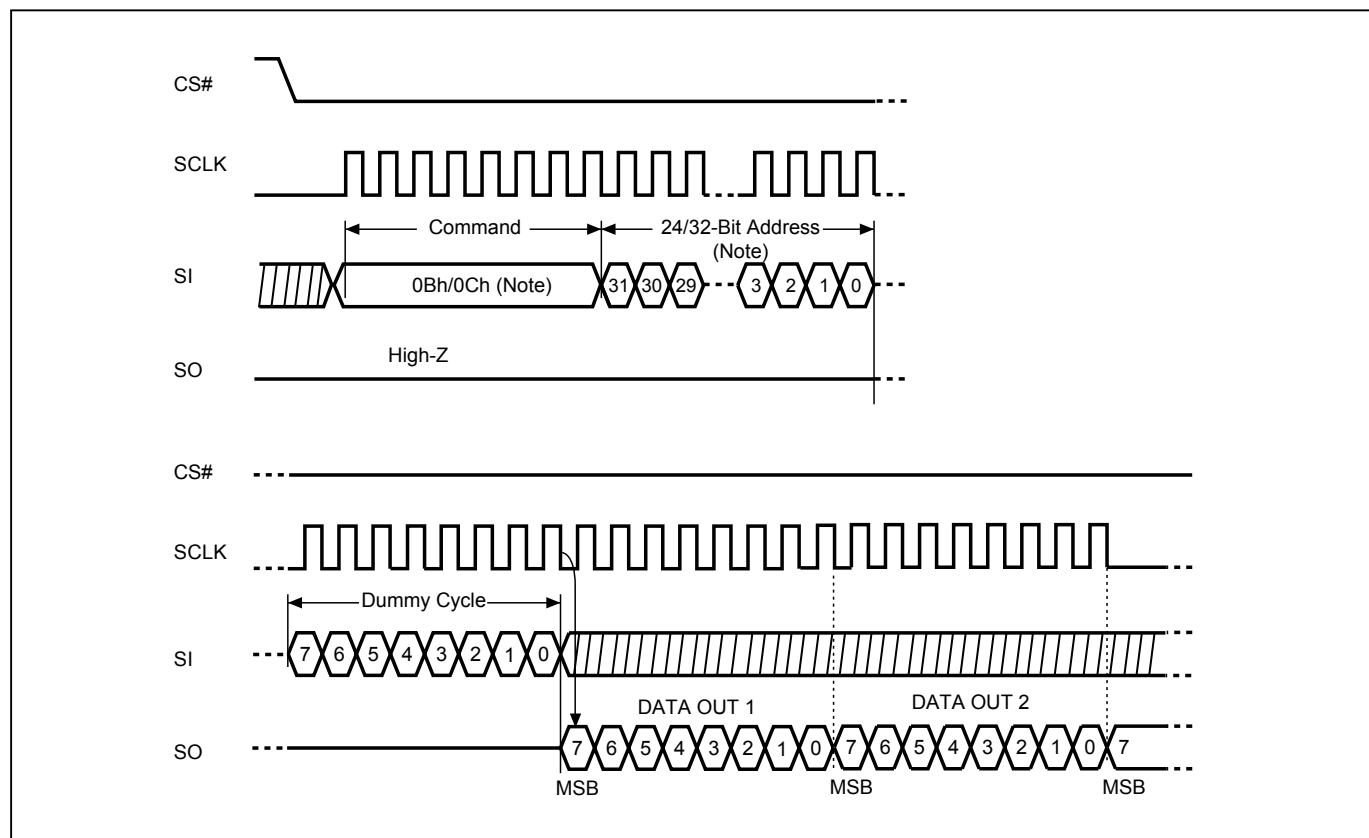 CS#
SCLK
Command
24/32-Bit Address
(Note)
SI
0Bh/0Ch (Note)
31 30 29 3 2 1 0
High-Z
SO
CS#
SCLK
Dummy Cycle
SI
7 6 5 4 3 2 1 0
DATA OUT 1
DATA OUT 2
SO
7 6 5 4 3 2 1 0 7 6 5 4 3 2 1 0 7
MSB MSB MSB